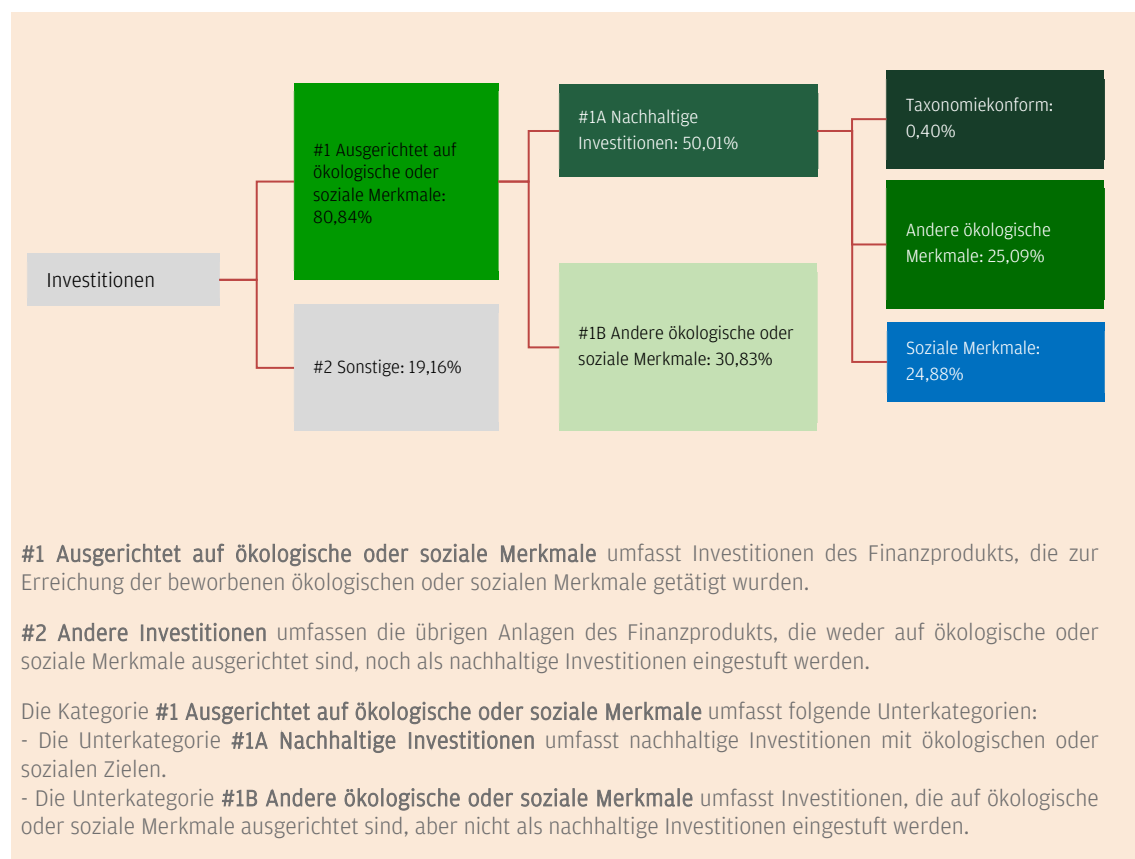 Investitionen
#1 Ausgerichtet auf
ökologische oder
soziale Merkmale:
80,84%
#2 Sonstige: 19,16%
#1A Nachhaltige
Investitionen: 50,01%
#1B Andere ökologische oder
soziale Merkmale: 30,83%
Taxonomiekonform:
0,40%
Andere ökologische
Merkmale: 25,09%
Soziale Merkmale:
24,88%
#1 Ausgerichtet auf ökologische oder soziale Merkmale umfasst Investitionen des Finanzprodukts, die zur
Erreichung der beworbenen ökologischen oder sozialen Merkmale getätigt wurden.
#2 Andere Investitionen umfassen die übrigen Anlagen des Finanzprodukts, die weder auf ökologische oder
soziale Merkmale ausgerichtet sind, noch als nachhaltige Investitionen eingestuft werden.
Die Kategorie #1 Ausgerichtet auf ökologische oder soziale Merkmale umfasst folgende Unterkategorien:
- Die Unterkategorie #1A Nachhaltige Investitionen umfasst nachhaltige Investitionen mit ökologischen oder
sozialen Zielen.
- Die Unterkategorie #1B Andere ökologische oder soziale Merkmale umfasst Investitionen, die auf ökologische
oder soziale Merkmale ausgerichtet sind, aber nicht als nachhaltige Investitionen eingestuft werden.